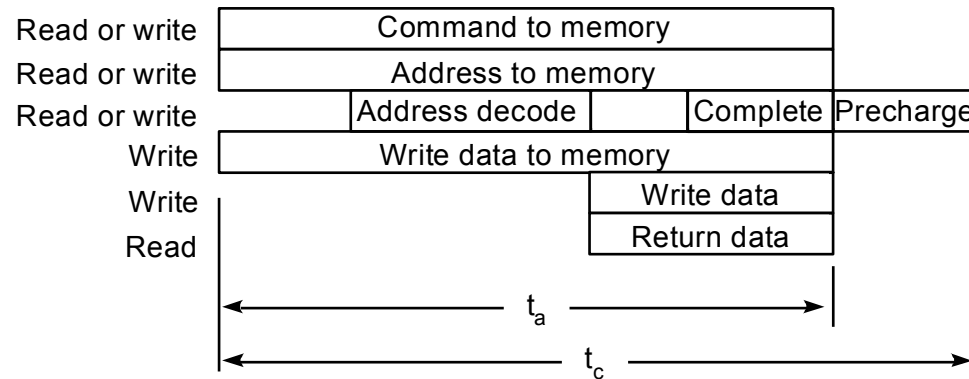 Read or write Command to memory
Read or write Address to memory
Read or write Address decode Complete Precharge
Write Write data to memory
Write Write data
Read Return data
ta
tc